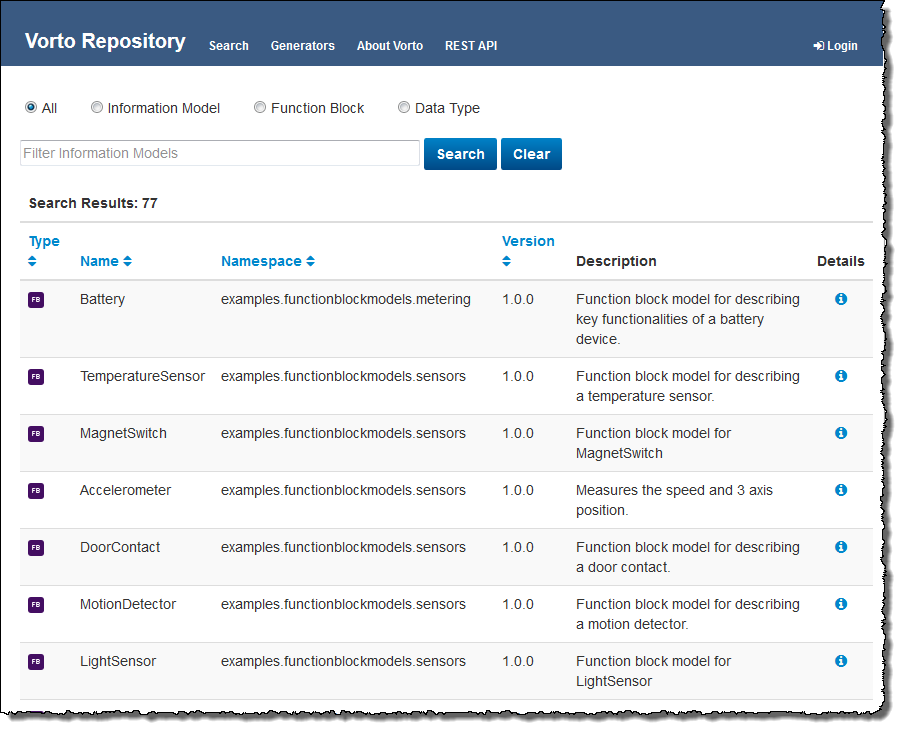 Vorto Repository Search Generators About Vorto REST API Login
All Information Model Function Block Data Type
Filter Information Models Search Clear
Search Results: 77
Type Version
Name Namespace Description Details
FB Battery examples.functionblockmodels.metering 1.0.0 Function block model for describing
key functionalities of a battery
device.
FB TemperatureSensor examples.functionblockmodels.sensors 1.0.0 Function block model for describing
a temperature sensor.
FB MagnetSwitch examples.functionblockmodels.sensors 1.0.0 Function block model for
MagnetSwitch
FB Accelerometer examples.functionblockmodels.sensors 1.0.0 Measures the speed and 3 axis
position.
FB DoorContact examples.functionblockmodels.sensors 1.0.0 Function block model for describing
a door contact.
FB MotionDetector examples.functionblockmodels.sensors 1.0.0 Function block model for describing
a motion detector.
FB LightSensor examples.functionblockmodels.sensors 1.0.0 Function block model for
LightSensor